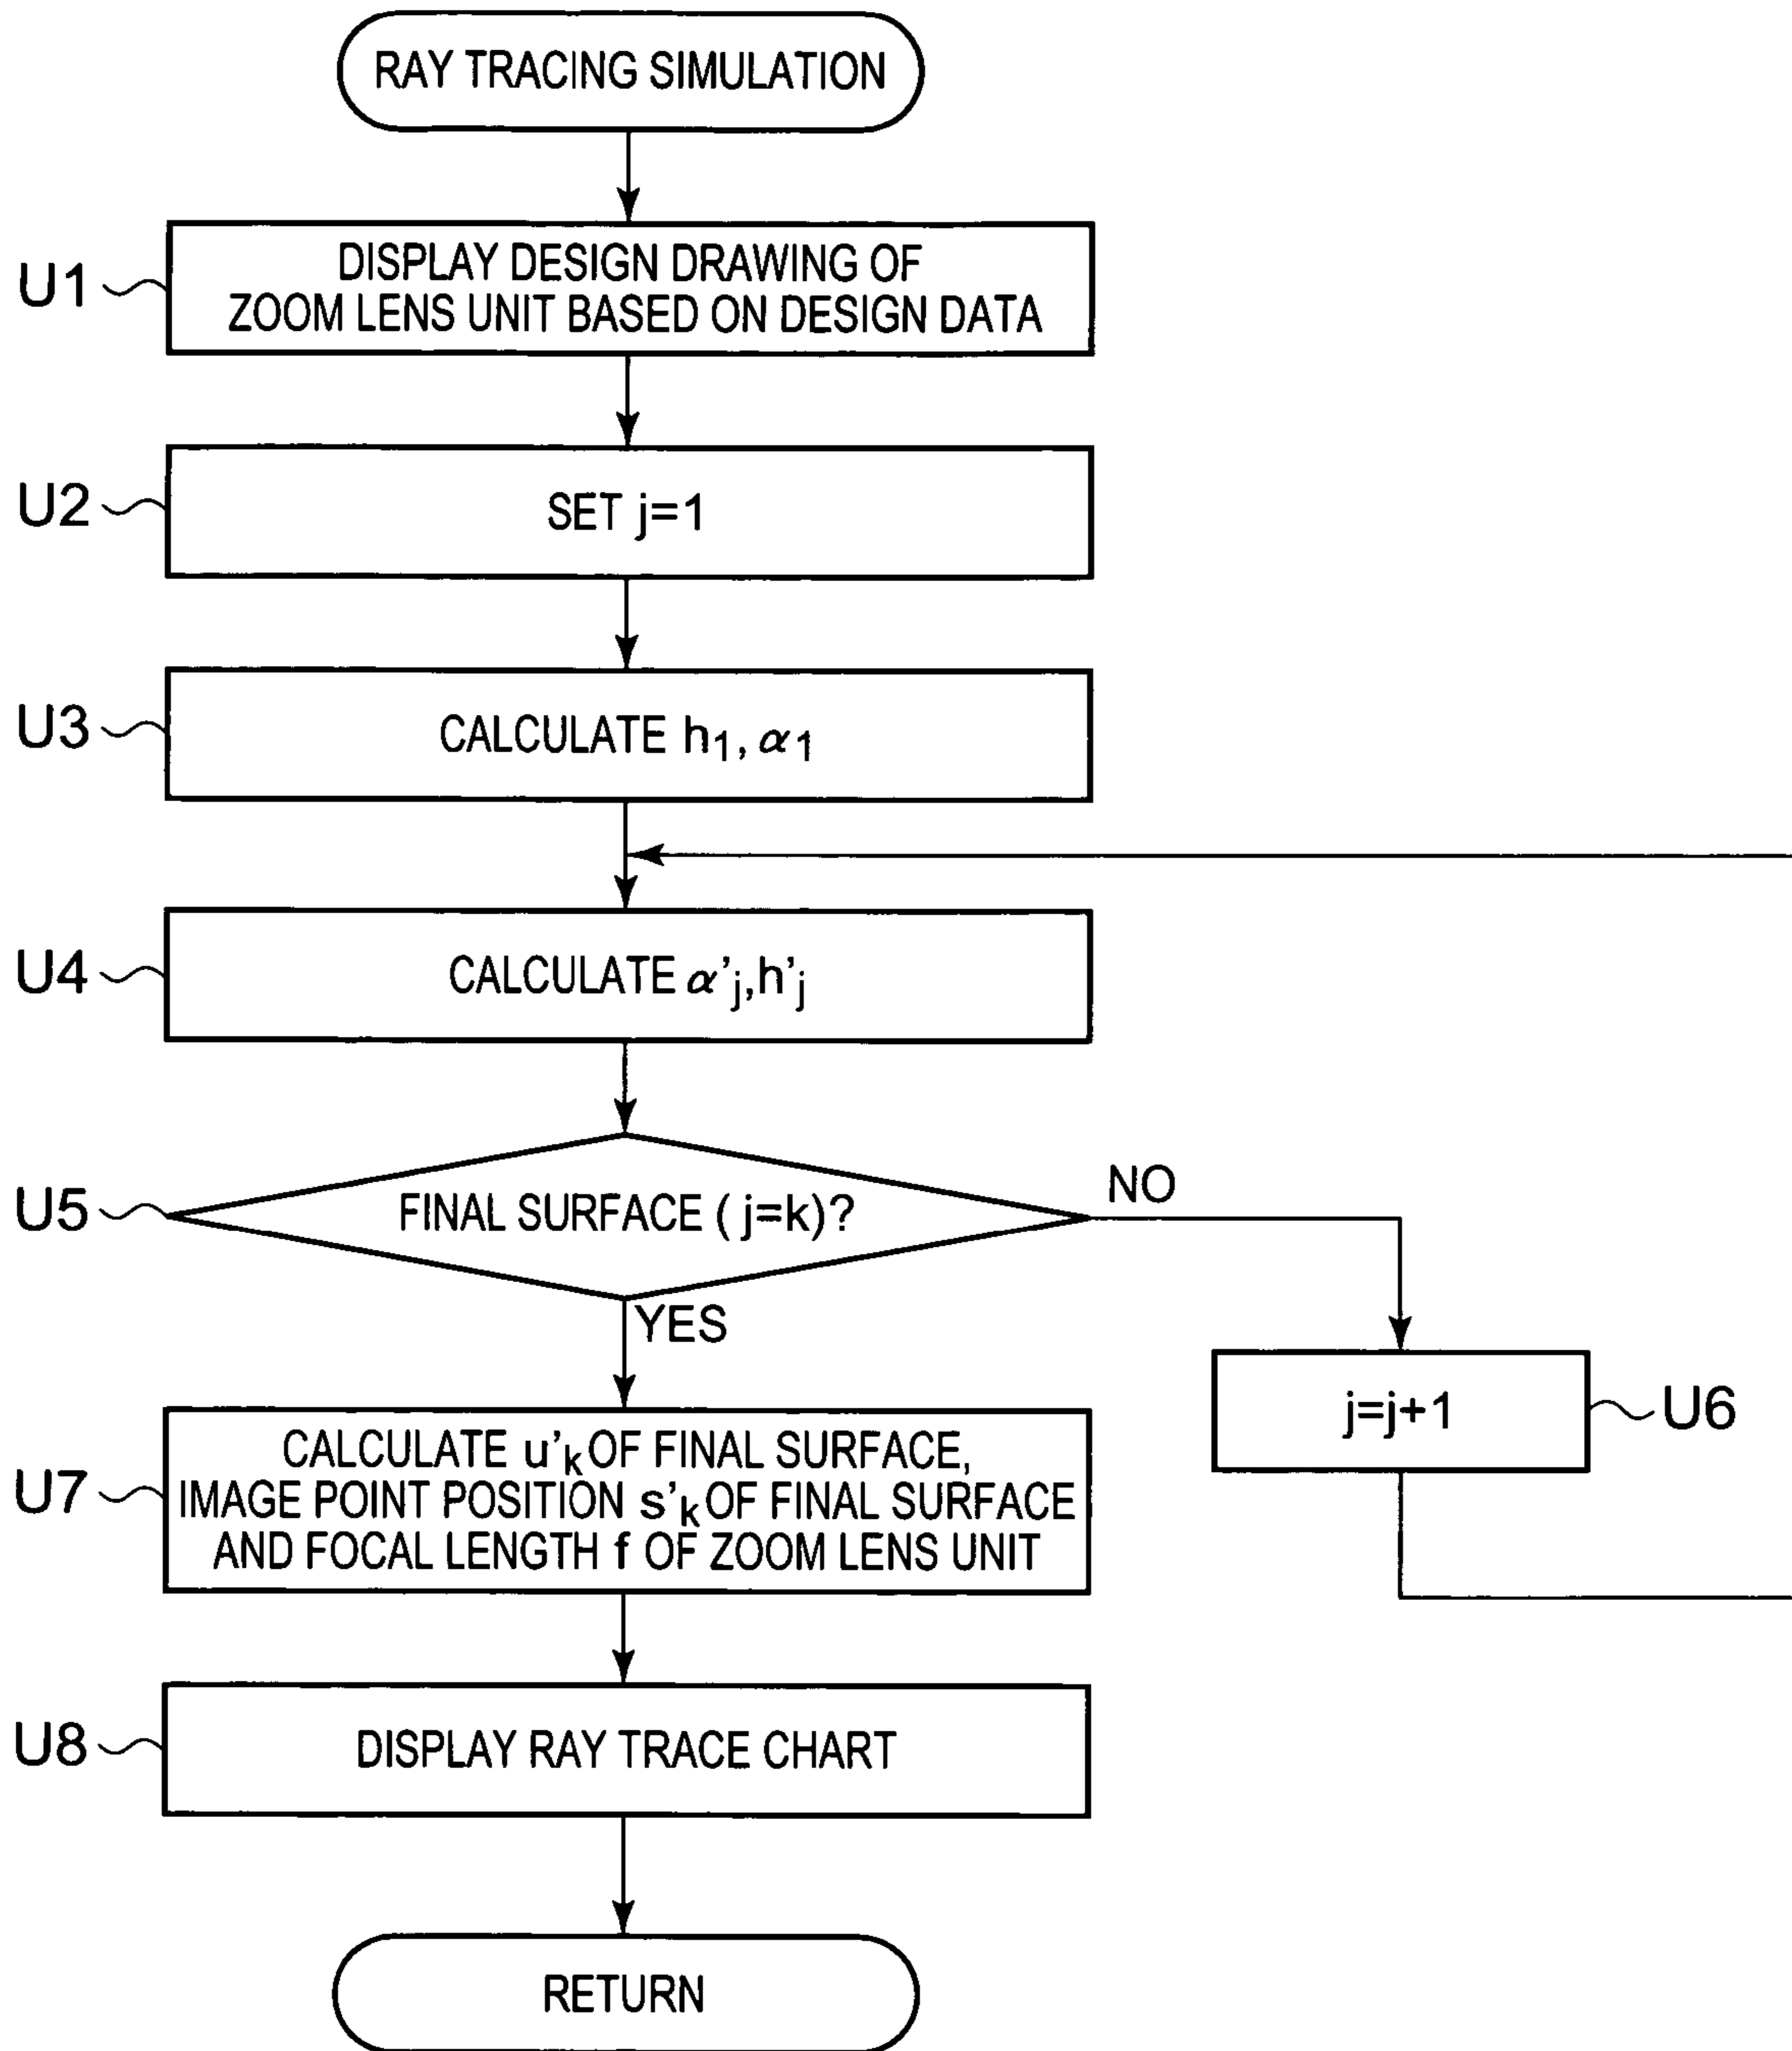 RAY TRACING SIMULATION
U1
DISPLAY DESIGN DRAWING OF
ZOOM LENS UNIT BASED ON DESIGN DATA
U2
SET j=1
U3
CALCULATE h₁, α₁
U4
CALCULATE α'ⱼ,h'ⱼ
U5
FINAL SURFACE ( j=k)?
NO
YES
j=j+1
U6
U7
CALCULATE u'ₖ OF FINAL SURFACE,
IMAGE POINT POSITION s'ₖ OF FINAL SURFACE
AND FOCAL LENGTH f OF ZOOM LENS UNIT
U8
DISPLAY RAY TRACE CHART
RETURN